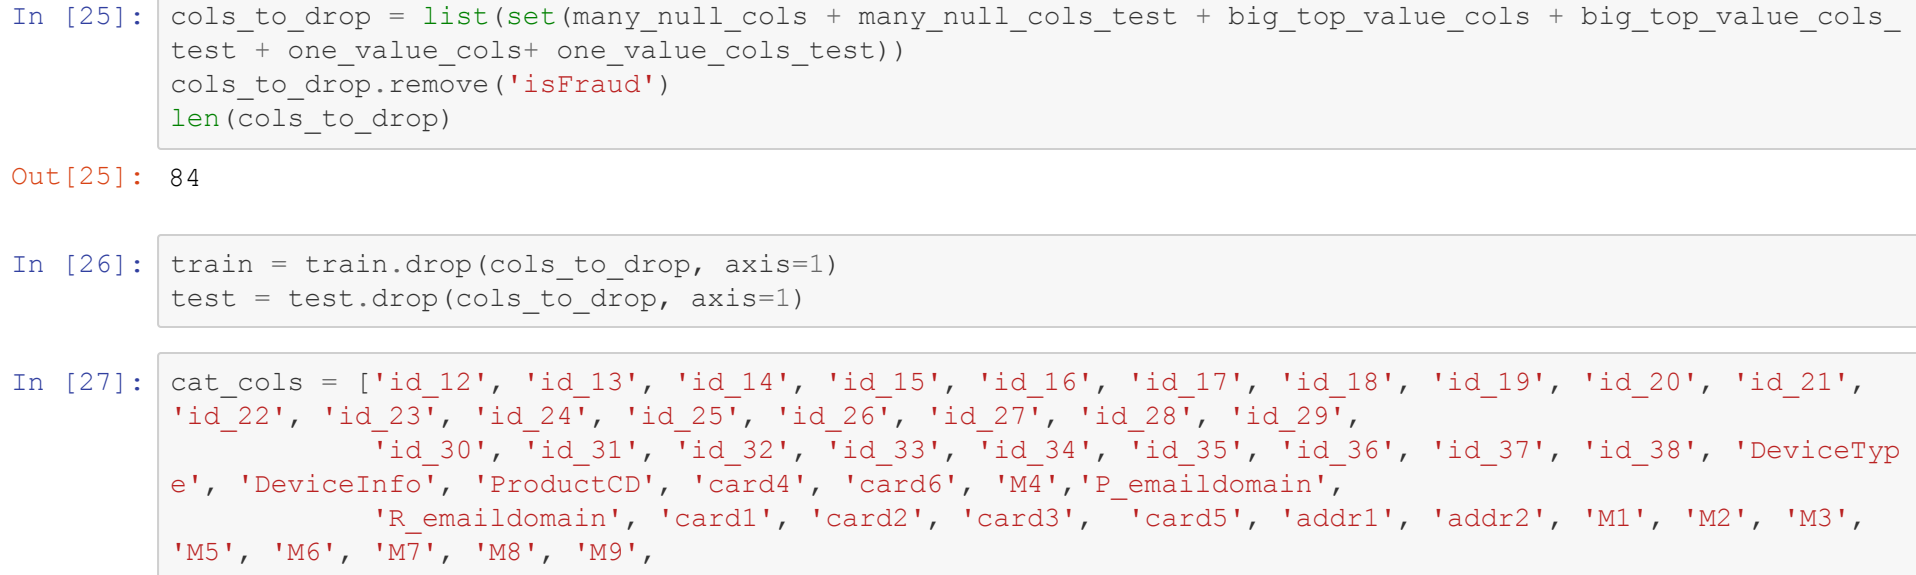 In [25]: cols_to_drop = list(set(many_null_cols + many_null_cols_test + big_top_value_cols + big_top_value_cols_
test + one_value_cols+ one_value_cols_test))
cols_to_drop.remove('isFraud')
len(cols_to_drop)
Out[25]: 84
In [26]: train = train.drop(cols_to_drop, axis=1)
test = test.drop(cols_to_drop, axis=1)
In [27]: cat_cols = ['id_12', 'id_13', 'id_14', 'id_15', 'id_16', 'id_17', 'id_18', 'id_19', 'id_20', 'id_21',
'id_22', 'id_23', 'id_24', 'id_25', 'id_26', 'id_27', 'id_28', 'id_29',
'id_30', 'id_31', 'id_32', 'id_33', 'id_34', 'id_35', 'id_36', 'id_37', 'id_38', 'DeviceTyp
e', 'DeviceInfo', 'ProductCD', 'card4', 'card6', 'M4','P_emaildomain',
'R_emaildomain', 'card1', 'card2', 'card3',  'card5', 'addr1', 'addr2', 'M1', 'M2', 'M3',
'M5', 'M6', 'M7', 'M8', 'M9',